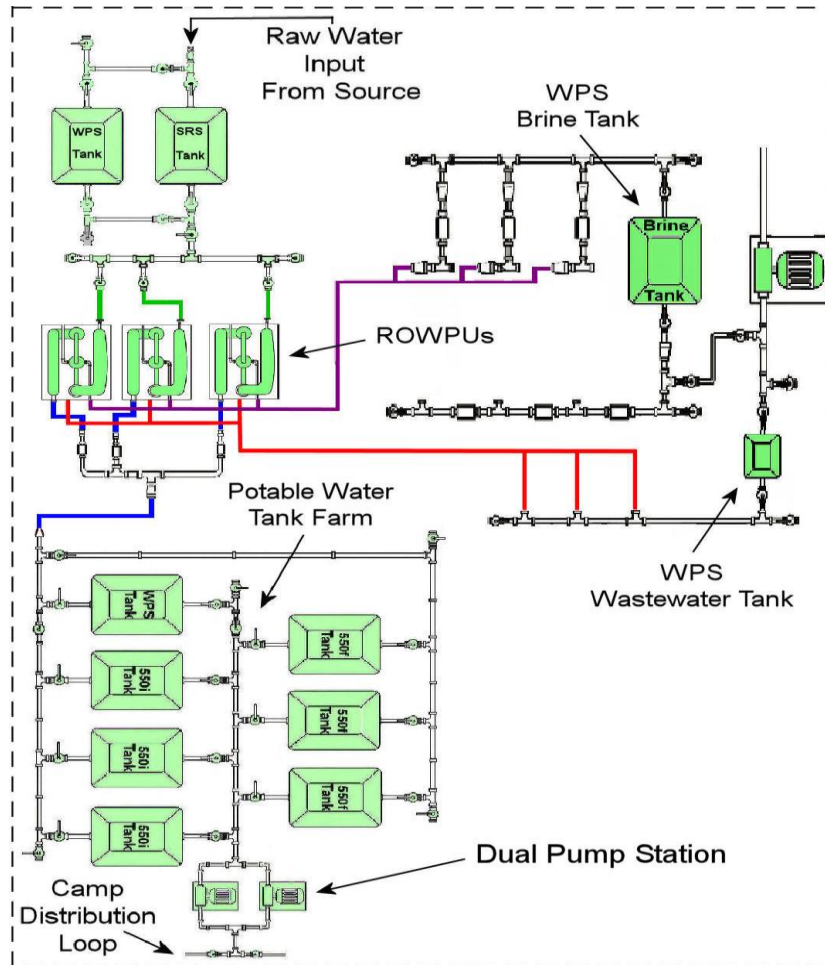 Raw Water
Input
From Source
WPS
Tank
SRS
Tank
WPS
Brine Tank
Brine
Tank
ROWPUs
Potable Water
Tank Farm
WPS
Wastewater Tank
WPS
Tank
550i
Tank
550i
Tank
550i
Tank
550f
Tank
550f
Tank
550f
Tank
Dual Pump Station
Camp
Distribution
Loop